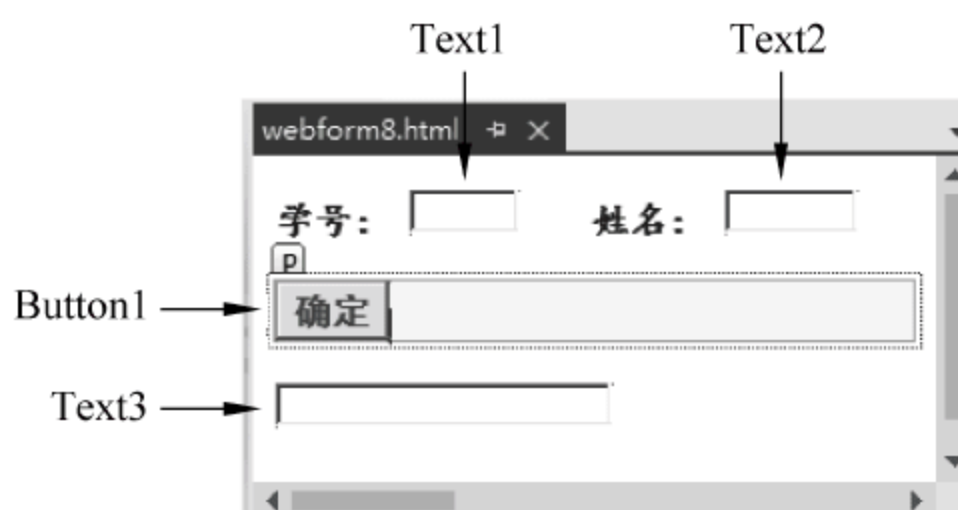 Text1 Text2
webform8.html
学号： 姓名：
p
Button1 确定
Text3